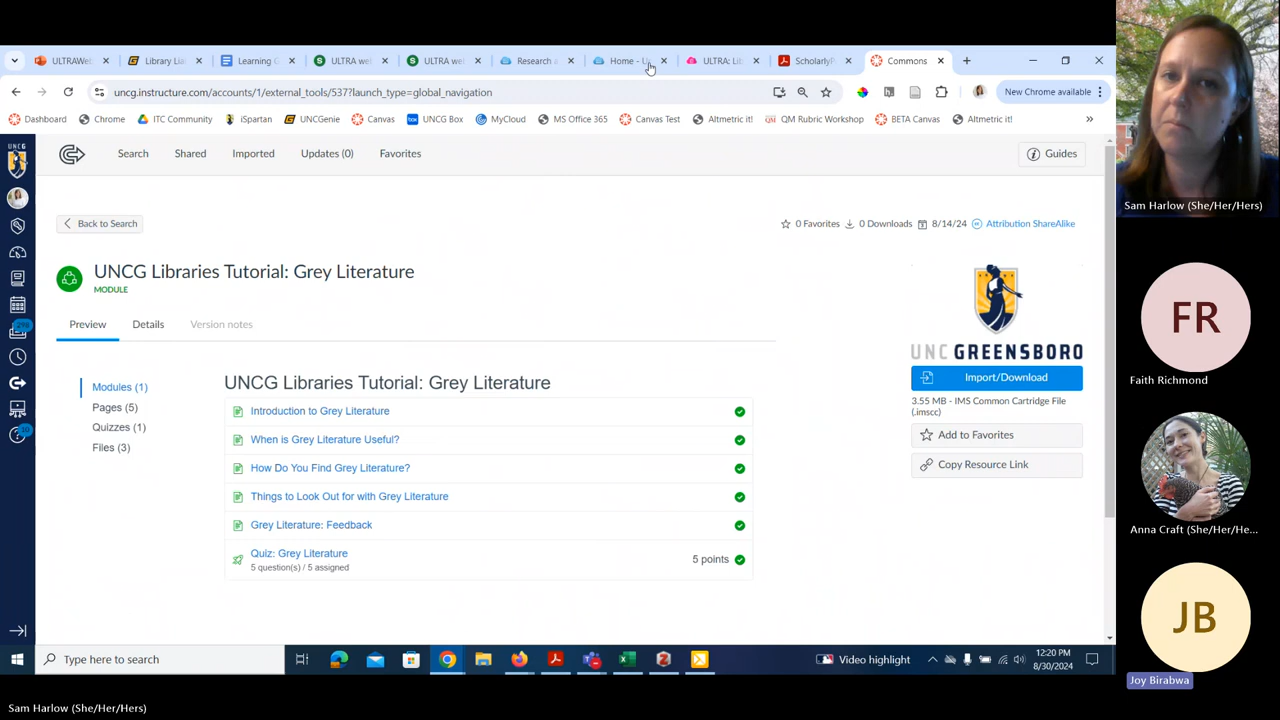 ULTRAWeb
Library Liai
Learning C
ULTRA we
ULTRA we
Research a
Home - U
ULTRA: Lib
ScholarlyP
Commons
uncg.instructure.com/accounts/1/external_tools/537?launch_type=global_navigation
New Chrome available
Dashboard
Chrome
ITC Community
iSpartan
UNCGenie
Canvas
UNCG Box
MyCloud
MS Office 365
Canvas Test
Altmetric it!
QM Rubric Workshop
BETA Canvas
Altmetric it!
UNCG
Search
Shared
Imported
Updates (0)
Favorites
Guides
Back to Search
0 Favorites
0 Downloads
8/14/24
Attribution ShareAlike
UNCG Libraries Tutorial: Grey Literature
MODULE
Preview
Details
Version notes
Modules (1)
Pages (5)
Quizzes (1)
Files (3)
UNCG Libraries Tutorial: Grey Literature
Introduction to Grey Literature
When is Grey Literature Useful?
How Do You Find Grey Literature?
Things to Look Out for with Grey Literature
Grey Literature: Feedback
Quiz: Grey Literature
5 question(s) / 5 assigned
5 points
UNC GREENSBORO
Import/Download
3.55 MB - IMS Common Cartridge File
(.imscc)
Add to Favorites
Copy Resource Link
Type here to search
Video highlight
12:20 PM
8/30/2024
Sam Harlow (She/Her/Hers)
FR
Faith Richmond
Anna Craft (She/Her/He...
JB
Joy Birabwa
Sam Harlow (She/Her/Hers)